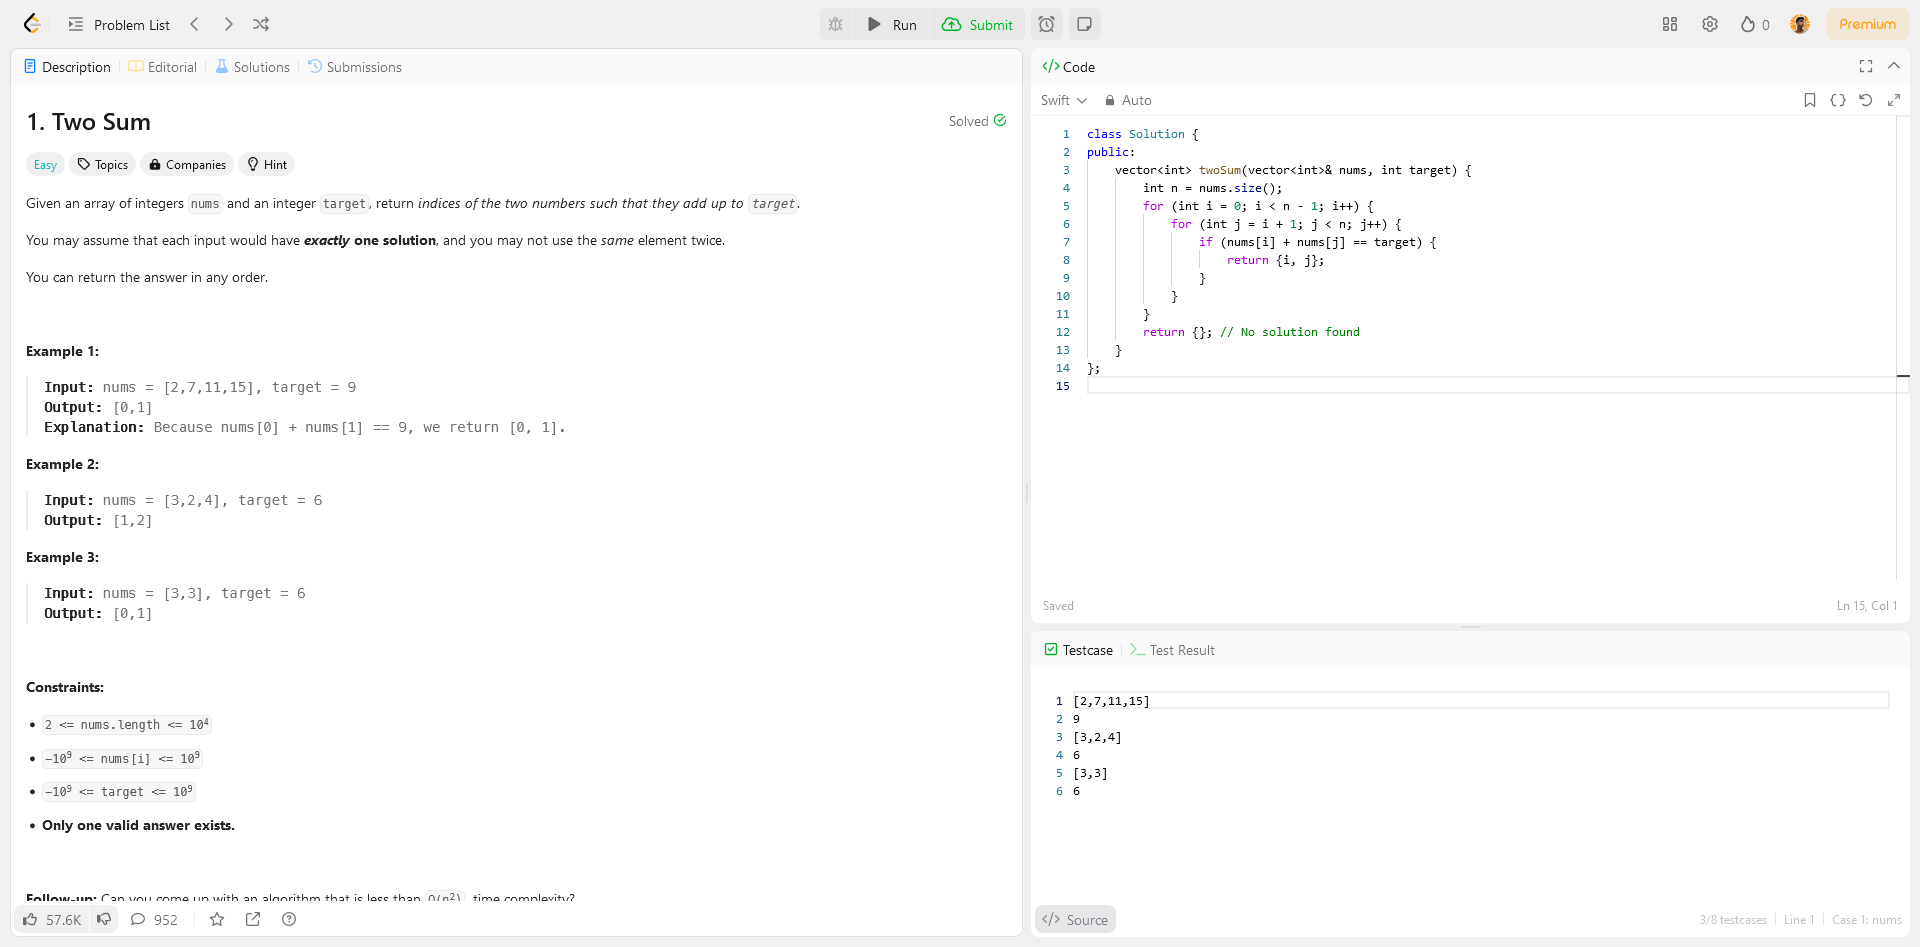 Problem List
Run
Submit
0
Premium
Description
Editorial
Solutions
Submissions
1. Two Sum
Solved
Easy
Topics
Companies
Hint
Given an array of integers nums and an integer target, return indices of the two numbers such that they add up to target.
You may assume that each input would have exactly one solution, and you may not use the same element twice.
You can return the answer in any order.
Example 1:
Input: nums = [2,7,11,15], target = 9
Output: [0,1]
Explanation: Because nums[0] + nums[1] == 9, we return [0, 1].
Example 2:
Input: nums = [3,2,4], target = 6
Output: [1,2]
Example 3:
Input: nums = [3,3], target = 6
Output: [0,1]
Constraints:
• 2 <= nums.length <= 10⁴
• -10⁹ <= nums[i] <= 10⁹
• -10⁹ <= target <= 10⁹
• Only one valid answer exists.
Follow-up: Can you come up with an algorithm that is less than O(n²) time complexity?
57.6K
952
</> Code
Swift
Auto
1 class Solution {
2 public:
3     vector<int> twoSum(vector<int>& nums, int target) {
4         int n = nums.size();
5         for (int i = 0; i < n - 1; i++) {
6             for (int j = i + 1; j < n; j++) {
7                 if (nums[i] + nums[j] == target) {
8                     return {i, j};
9                 }
10             }
11         }
12         return {}; // No solution found
13     }
14 };
15
Saved
Ln 15, Col 1
Testcase
Test Result
1 [2,7,11,15]
2 9
3 [3,2,4]
4 6
5 [3,3]
6 6
</> Source
3/8 testcases
Line 1
Case 1: nums